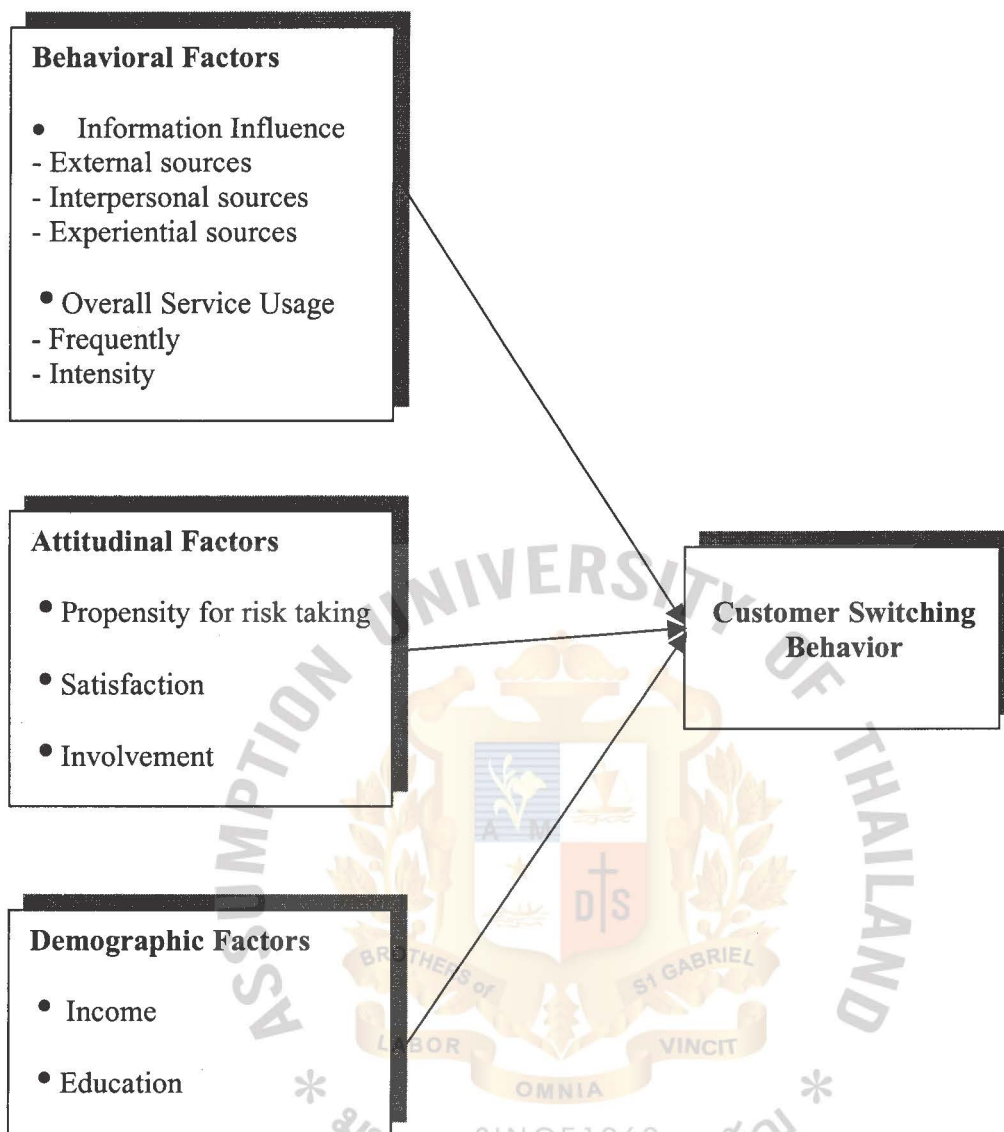 Behavioral Factors
• Information Influence
- External sources
- Interpersonal sources
- Experiential sources
• Overall Service Usage
- Frequently
- Intensity
Attitudinal Factors
• Propensity for risk taking
• Satisfaction
• Involvement
Customer Switching
Behavior
Demographic Factors
• Income
• Education
ASSUMPTION UNIVERSITY OF THAILAND
A M
D S
BROTHERS of ST GABRIEL
LABOR OMNIA VINCIT